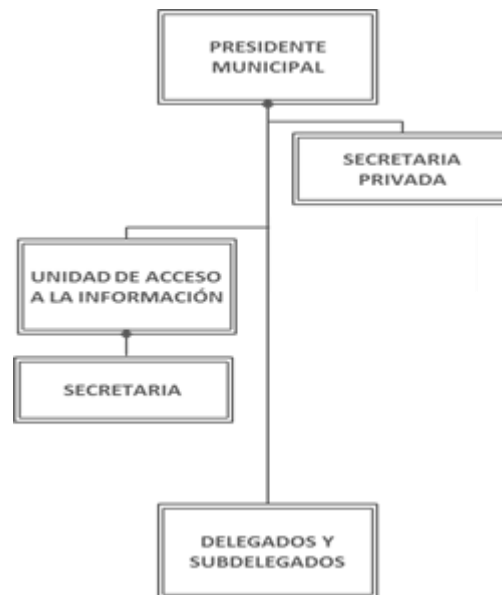 PRESIDENTE
MUNICIPAL
SECRETARIA
PRIVADA
UNIDAD DE ACCESO
A LA INFORMACIÓN
SECRETARIA
DELEGADOS Y
SUBDELEGADOS